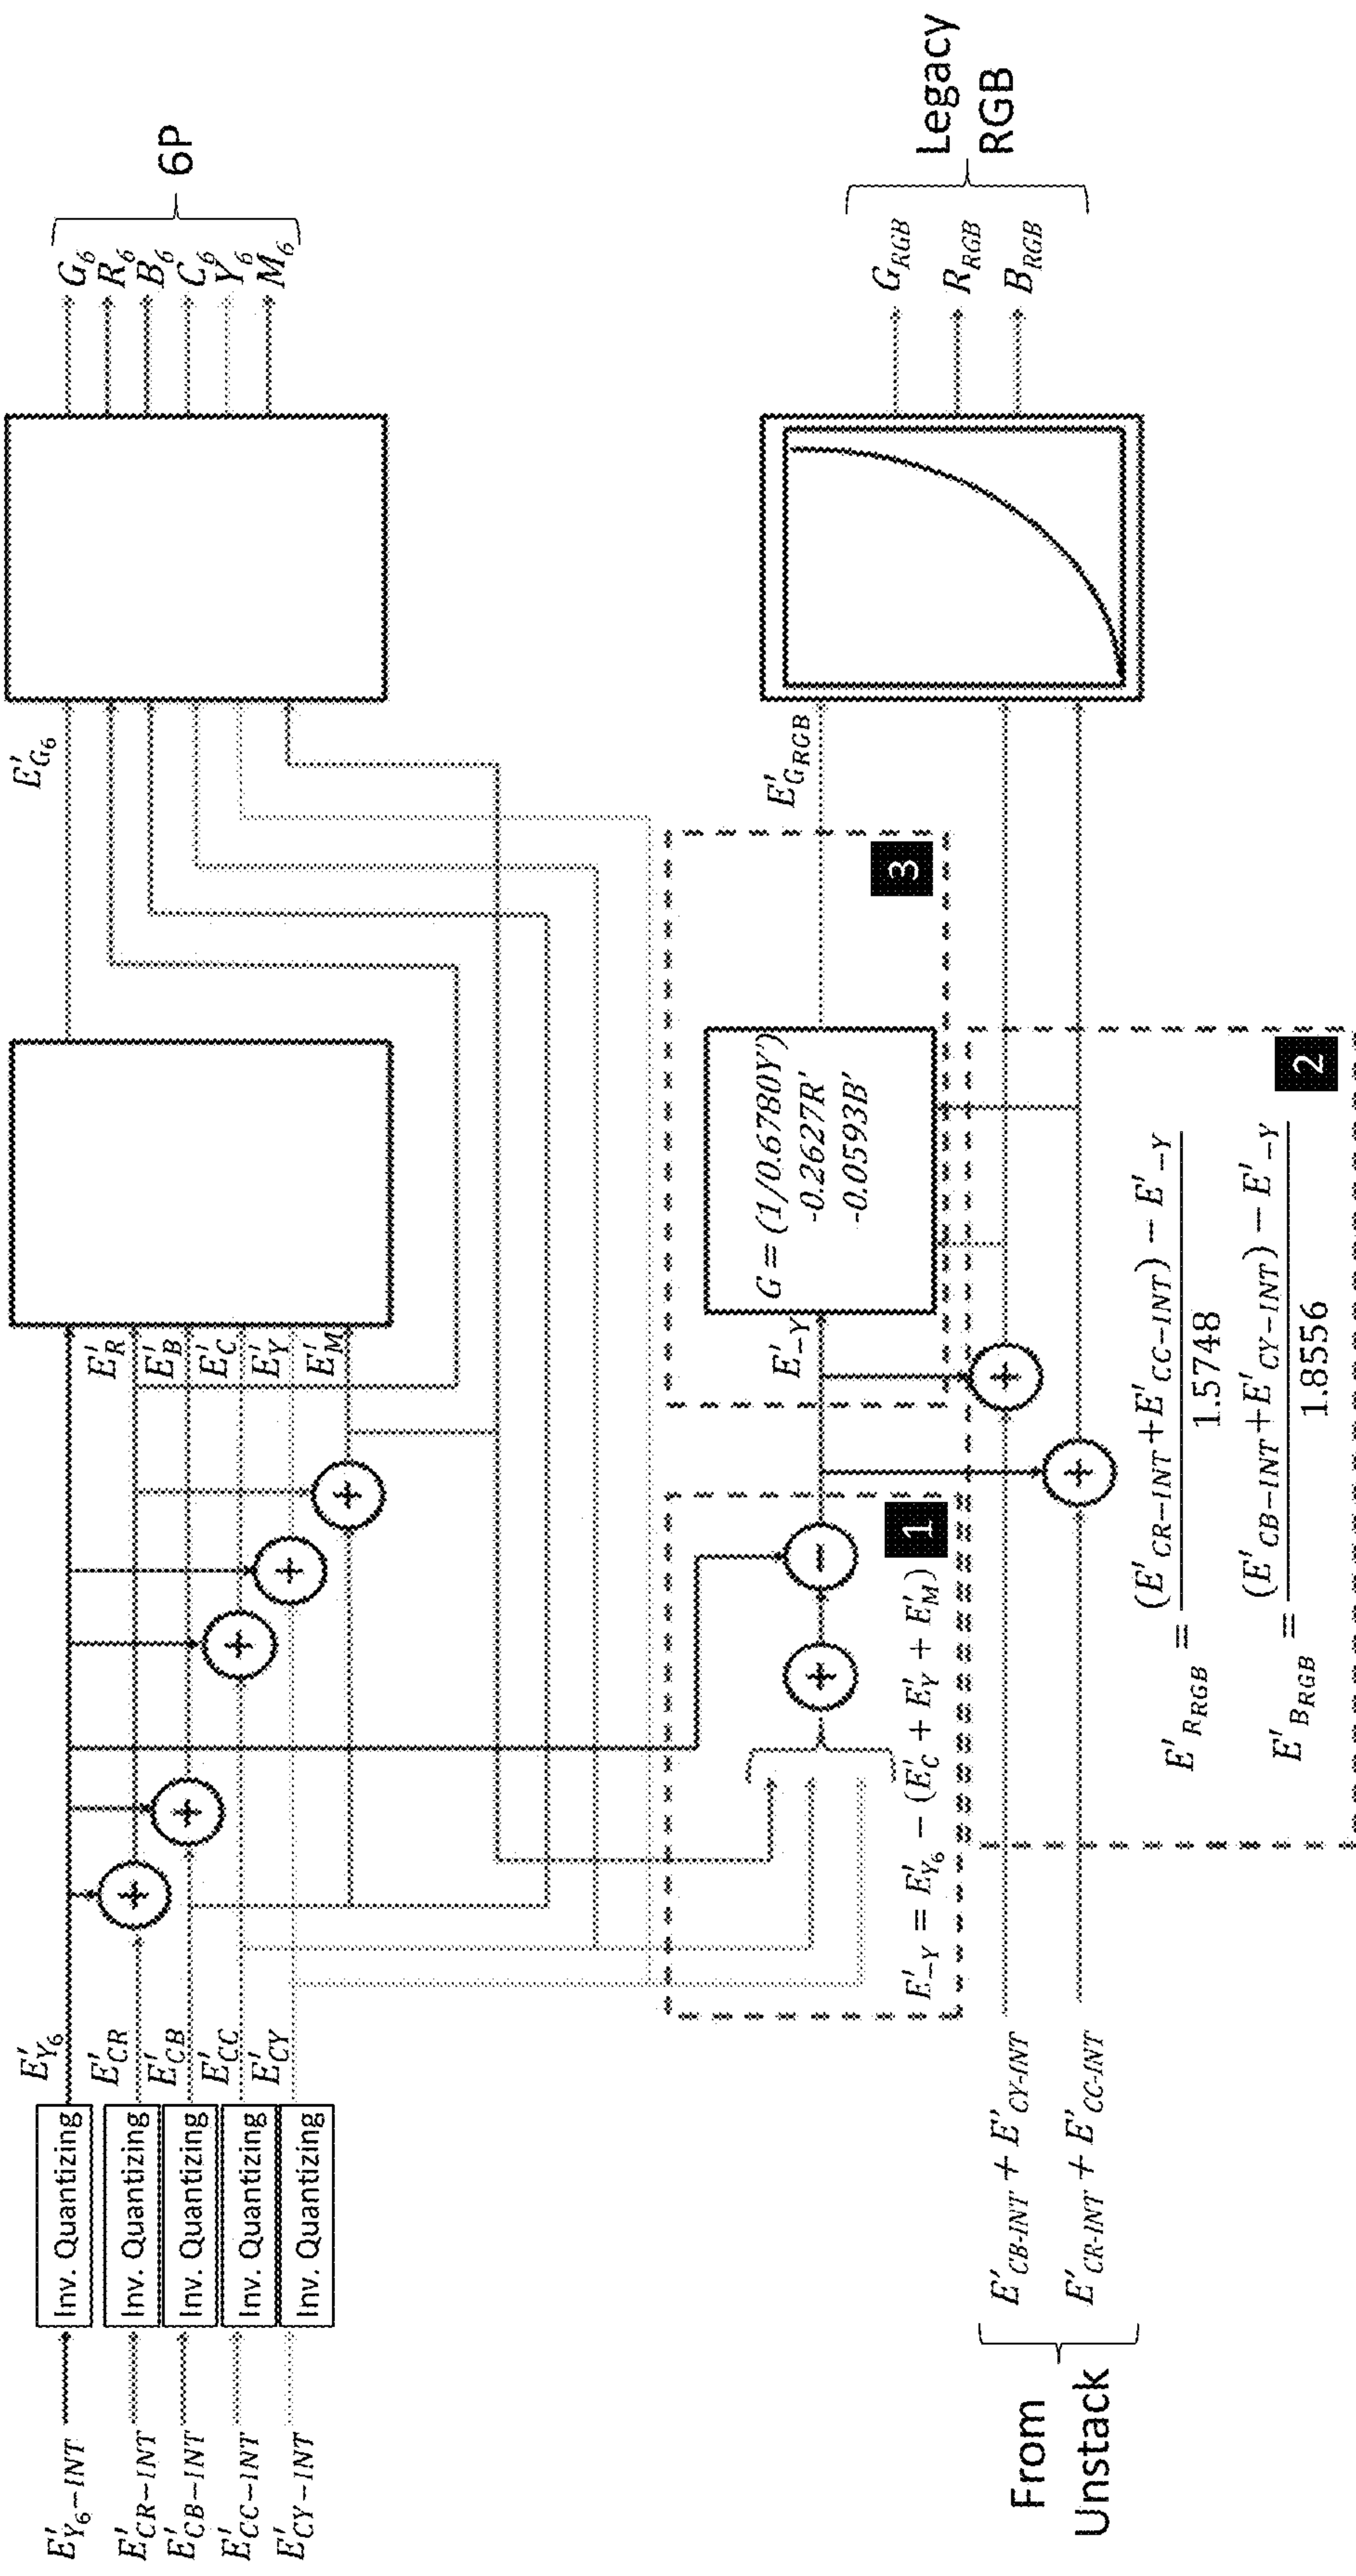 E'Y6-INT
E'CR-INT
E'CB-INT
E'CC-INT
E'CY-INT
Inv. Quantizing
Inv. Quantizing
Inv. Quantizing
Inv. Quantizing
Inv. Quantizing
E'Y6
E'CR
E'CB
E'CC
E'CY
+
+
+
+
+
E'R
E'B
E'C
E'Y
E'M
E'G6
G6
R6
B6
C6
Y6
M6
6P
+
−
E'−Y = E'Y6 − (E'C + E'Y + E'M)
1
E'−Y
G = (1/0.6780Y')
-0.2627R'
-0.0593B'
E'GRGB
3
From
Unstack
E'CB-INT + E'CY-INT
E'CR-INT + E'CC-INT
+
+
E'RRGB = (E'CR−INT+E'CC−INT) − E'−Y
1.5748
E'BRGB = (E'CB−INT+E'CY−INT) − E'−Y
1.8556
2
GRGB
RRGB
BRGB
Legacy
RGB